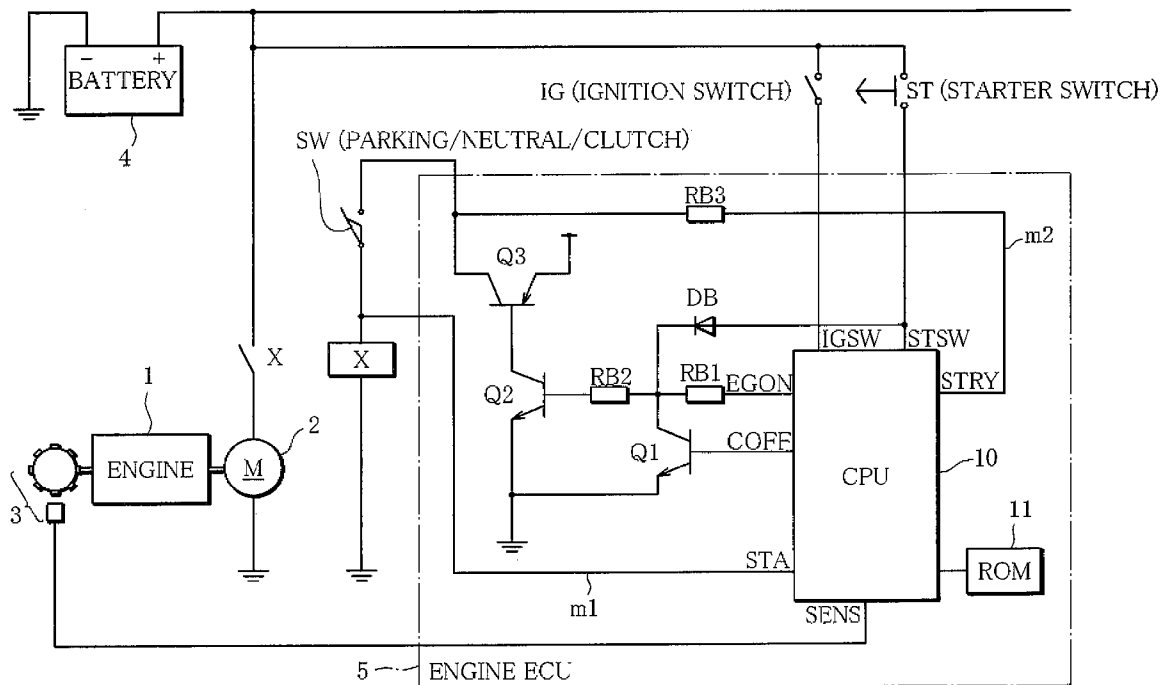 − +
BATTERY
4
IG (IGNITION SWITCH)
ST (STARTER SWITCH)
SW (PARKING/NEUTRAL/CLUTCH)
RB3
m2
Q3
DB
IGSW STSW
X
X
RB2
RB1
EGON
STRY
Q2
1
2
Q1
COFF
10
ENGINE
M
CPU
3
11
STA
ROM
m1
SENS
5
ENGINE ECU